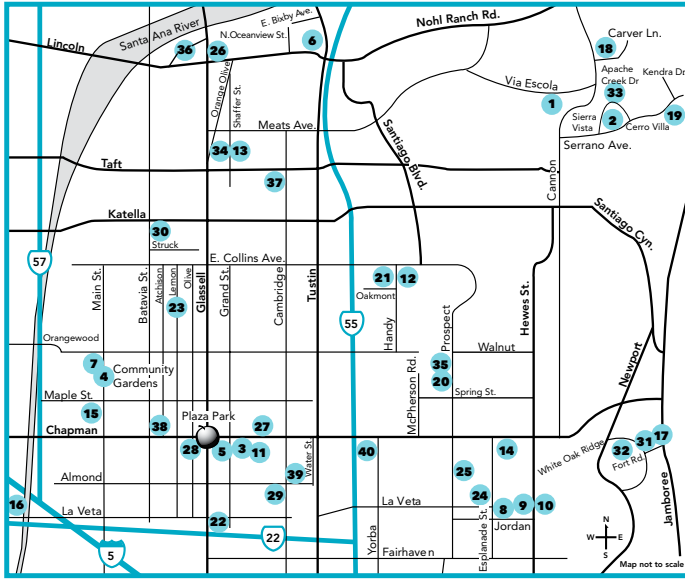 E. Bixby Ave.
Nohl Ranch Rd.
Santa Ana River
N.Oceanview St.
6
Carver Ln.
Lincoln
36
26
18
Apache
Creek Dr
Kendra Dr.
Via Escola
33
Orange Olive
Shaffer St.
1
Sierra
Vista
2
19
Cerro Villa
Meats Ave.
Serrano Ave.
34
13
Santiago Blvd.
Taft
37
Cannon
Katella
30
Struck
Santiago Cyn.
57
E. Collins Ave.
Main St.
Batavia St.
Atchison
Lemon
Olive
Glassell
Grand St.
Cambridge
Tustin
21
12
Oakmont
23
55
Handy
Prospect
Hewes St.
Orangewood
Walnut
7
4
Community
Gardens
35
20
McPherson Rd.
Newport
Maple St.
Spring St.
15
Plaza Park
Chapman
38
27
28
5
3
11
40
14
White Oak Ridge
32
31
17
Fort Rd.
Water St.
39
25
Almond
29
24
16
La Veta
22
La Veta
8
9
10
Jordan
Esplanade St.
Jamboree
22
5
Yorba
Fairhaven
N
W
E
S
Map not to scale